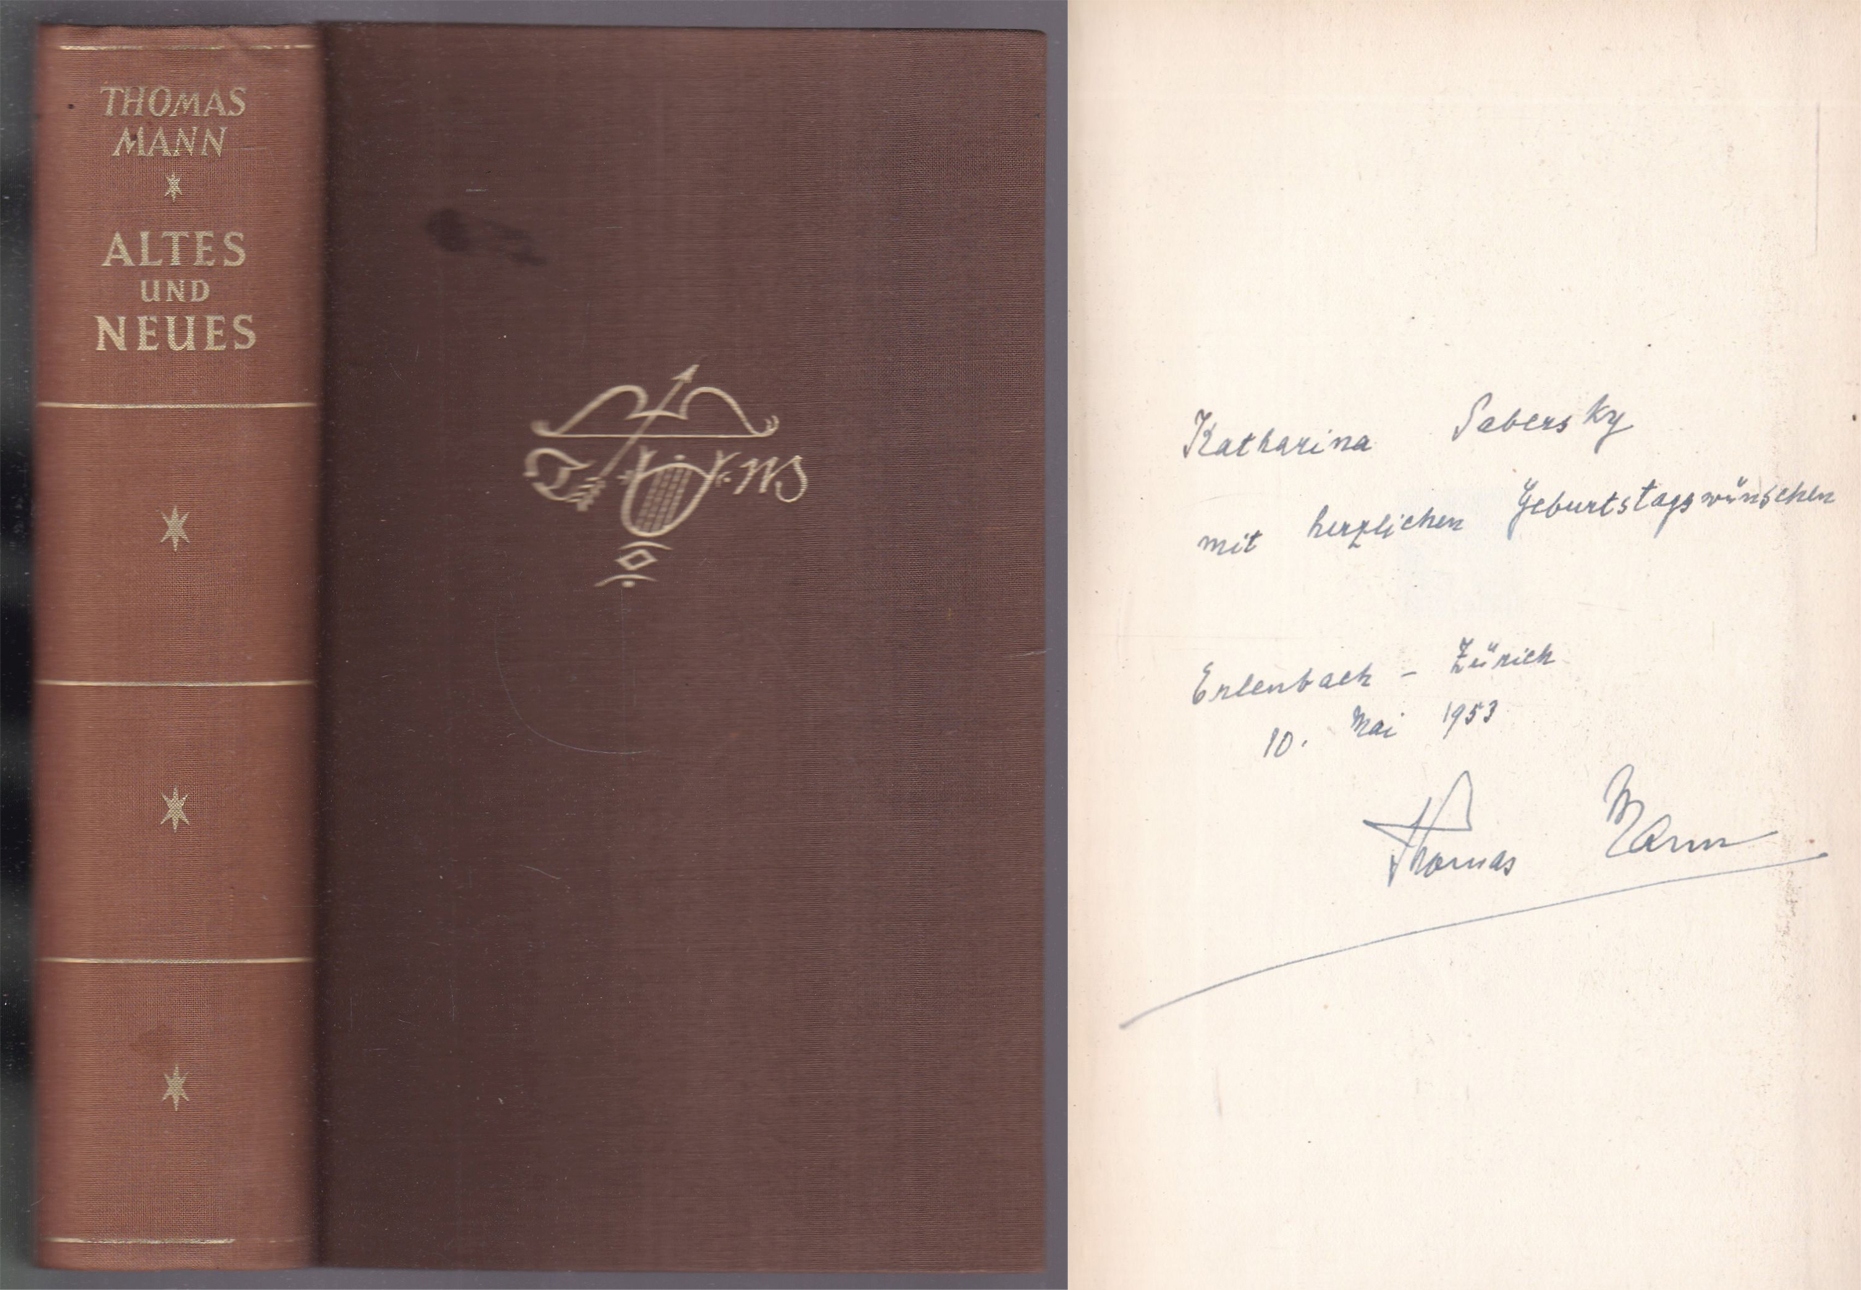 THOMAS
MANN
ALTES
UND
NEUES
T M S
Katharina Sabersky
mit herzlichen Geburtstagswünschen
Erlenbach – Zürich
10. Mai 1953
Thomas Mann